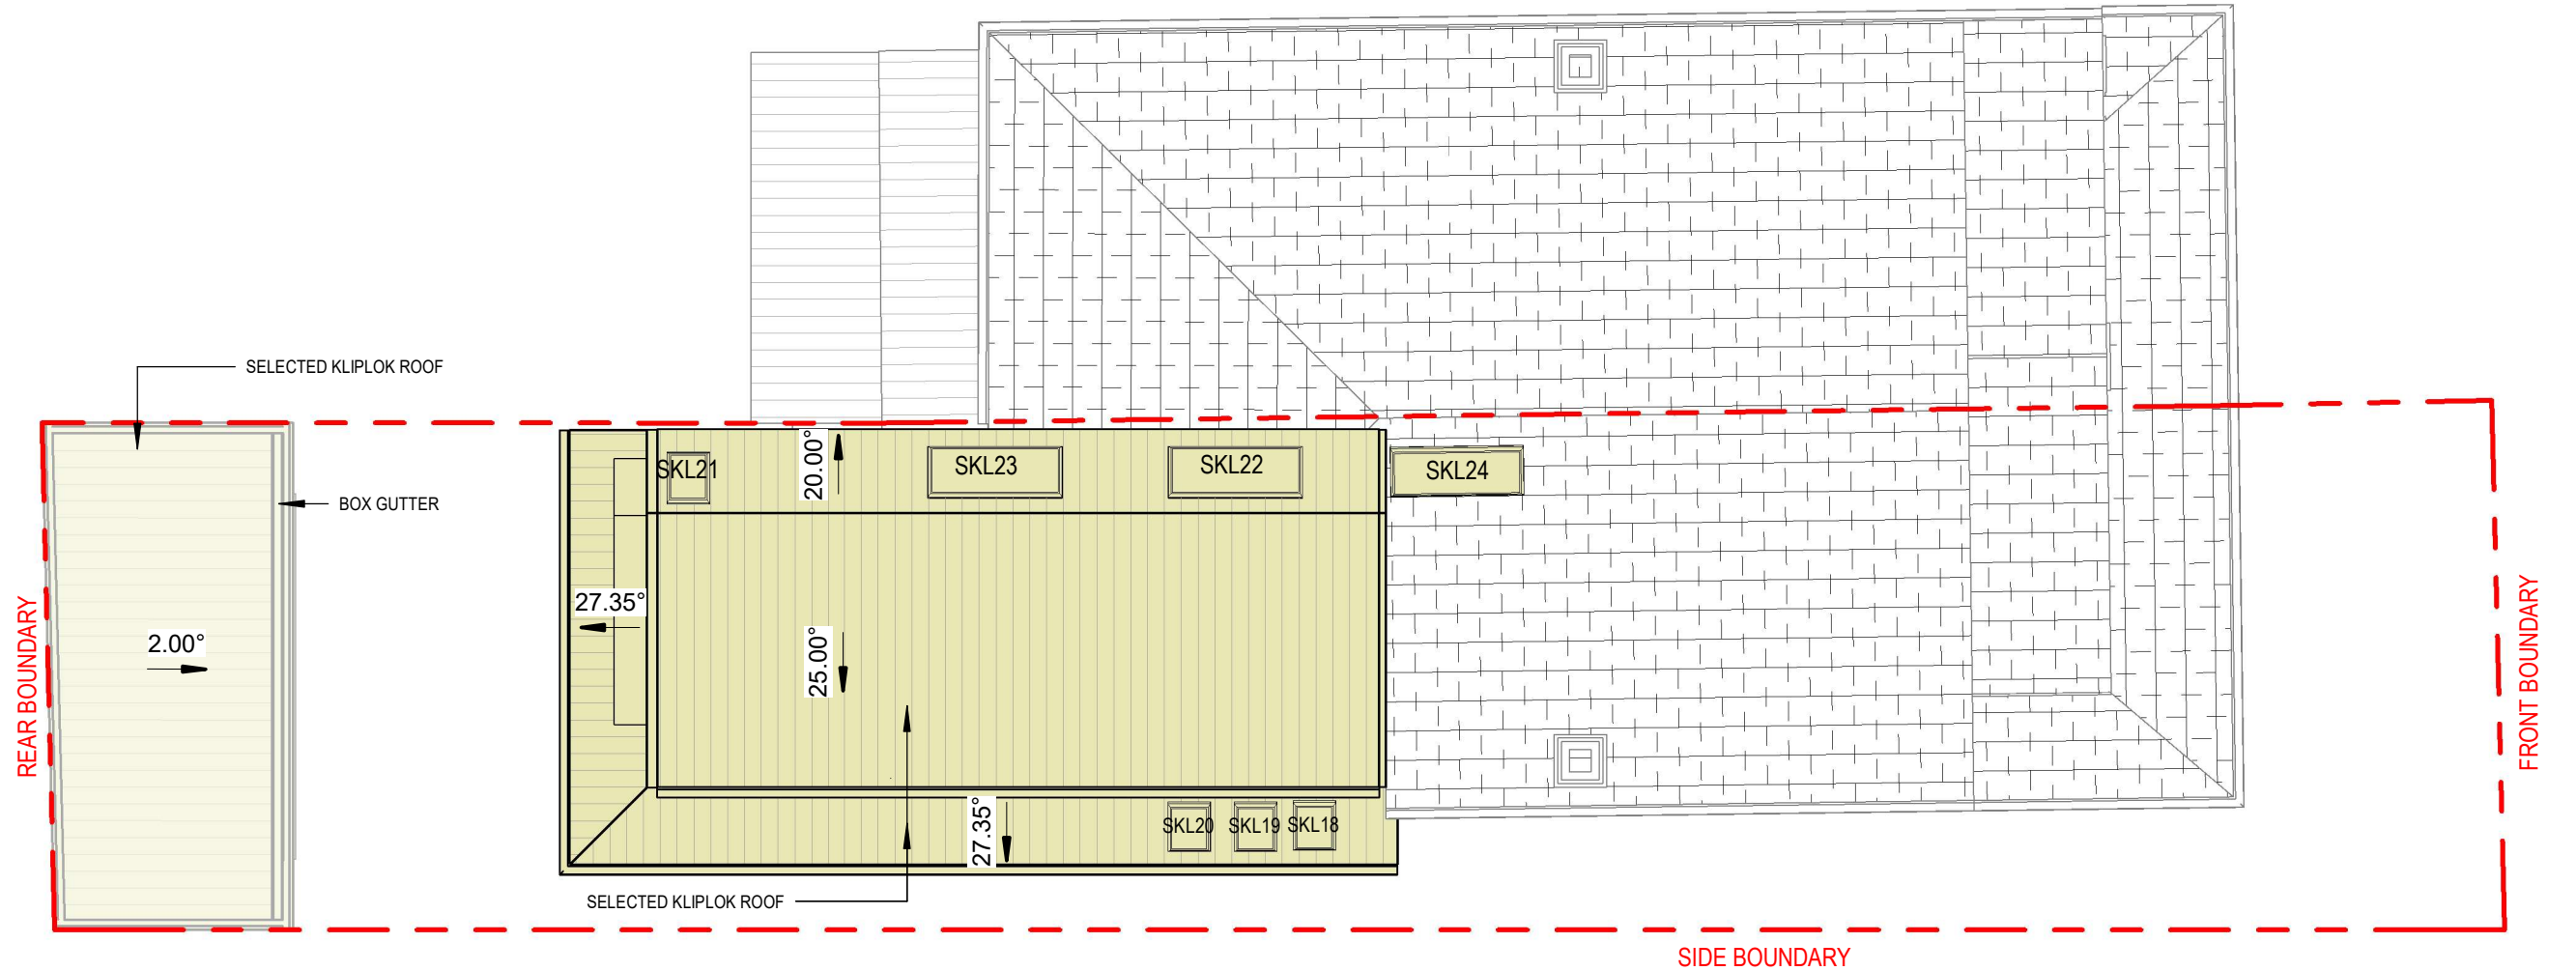 SELECTED KLIPLOK ROOF
BOX GUTTER
REAR BOUNDARY
2.00°
SKL21
20.00°
SKL23
SKL22
SKL24
27.35°
25.00°
27.35°
SKL20
SKL19
SKL18
SELECTED KLIPLOK ROOF
FRONT BOUNDARY
SIDE BOUNDARY